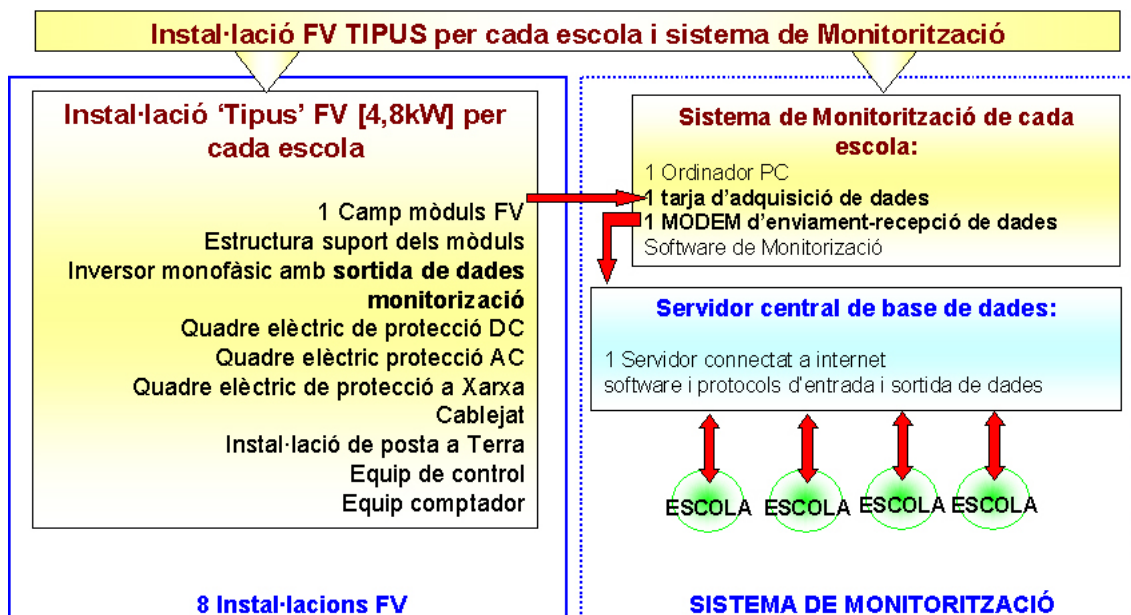 Instal·lació FV TIPUS per cada escola i sistema de Monitorització
Instal·lació ‘Tipus’ FV [4,8kW] per
cada escola
1 Camp mòduls FV
Estructura suport dels mòduls
Inversor monofàsic amb sortida de dades
monitorizació
Quadre elèctric de protecció DC
Quadre elèctric protecció AC
Quadre elèctric de protecció a Xarxa
Cablejat
Instal·lació de posta a Terra
Equip de control
Equip comptador
8 Instal·lacions FV
Sistema de Monitorització de cada
escola:
1 Ordinador PC
1 tarja d’adquisició de dades
1 MODEM d’enviament-recepció de dades
Software de Monitorizació
Servidor central de base de dades:
1 Servidor connectat a internet
software i protocols d’entrada i sortida de dades
ESCOLA ESCOLA ESCOLA ESCOLA
SISTEMA DE MONITORITZACIÓ